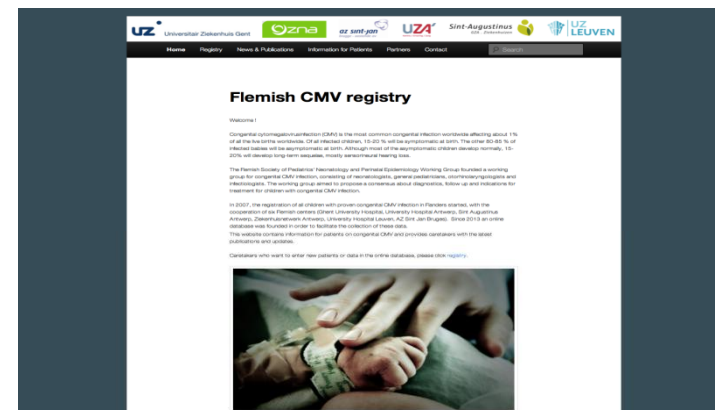 UZ Universitair Ziekenhuis Gent
zna
az sint-jan
UZA'
Sint-Augustinus
GZA - Ziekenhuizen
UZ
LEUVEN
Home Registry News & Publications Information for Patients Partners Contact Search
Flemish CMV registry
Welcome !
Congenital cytomegalovirusinfection (CMV) is the most common congenital infection worldwide affecting about 1%
of all the live births worldwide. Of all infected children, 15-20 % will be symptomatic at birth. The other 80-85 % of
infected babies will be asymptomatic at birth. Although most of the asymptomatic children develop normally, 15-
20% will develop long-term sequelae, mostly sensorineural hearing loss.
The Flemish Society of Pediatrics' Neonatology and Perinatal Epidemiology Working Group founded a working
group for congenital CMV infection, consisting of neonatologists, general pediatricians, otorhinolaryngologists and
infectiologists. The working group aimed to propose a consensus about diagnostics, follow up and indications for
treatment for children with congenital CMV infection.
In 2007, the registration of all children with proven congenital CMV infection in Flanders started, with the
cooperation of six Flemish centers (Ghent University Hospital, University Hospital Antwerp, Sint Augustinus
Antwerp, Ziekenhuisnetwerk Antwerp, University Hospital Leuven, AZ Sint Jan Bruges). Since 2013 an online
database was founded in order to facilitate the collection of these data.
This website contains information for patients on congenital CMV and provides caretakers with the latest
publications and updates.
Caretakers who want to enter new patients or data in the online database, please click registry.